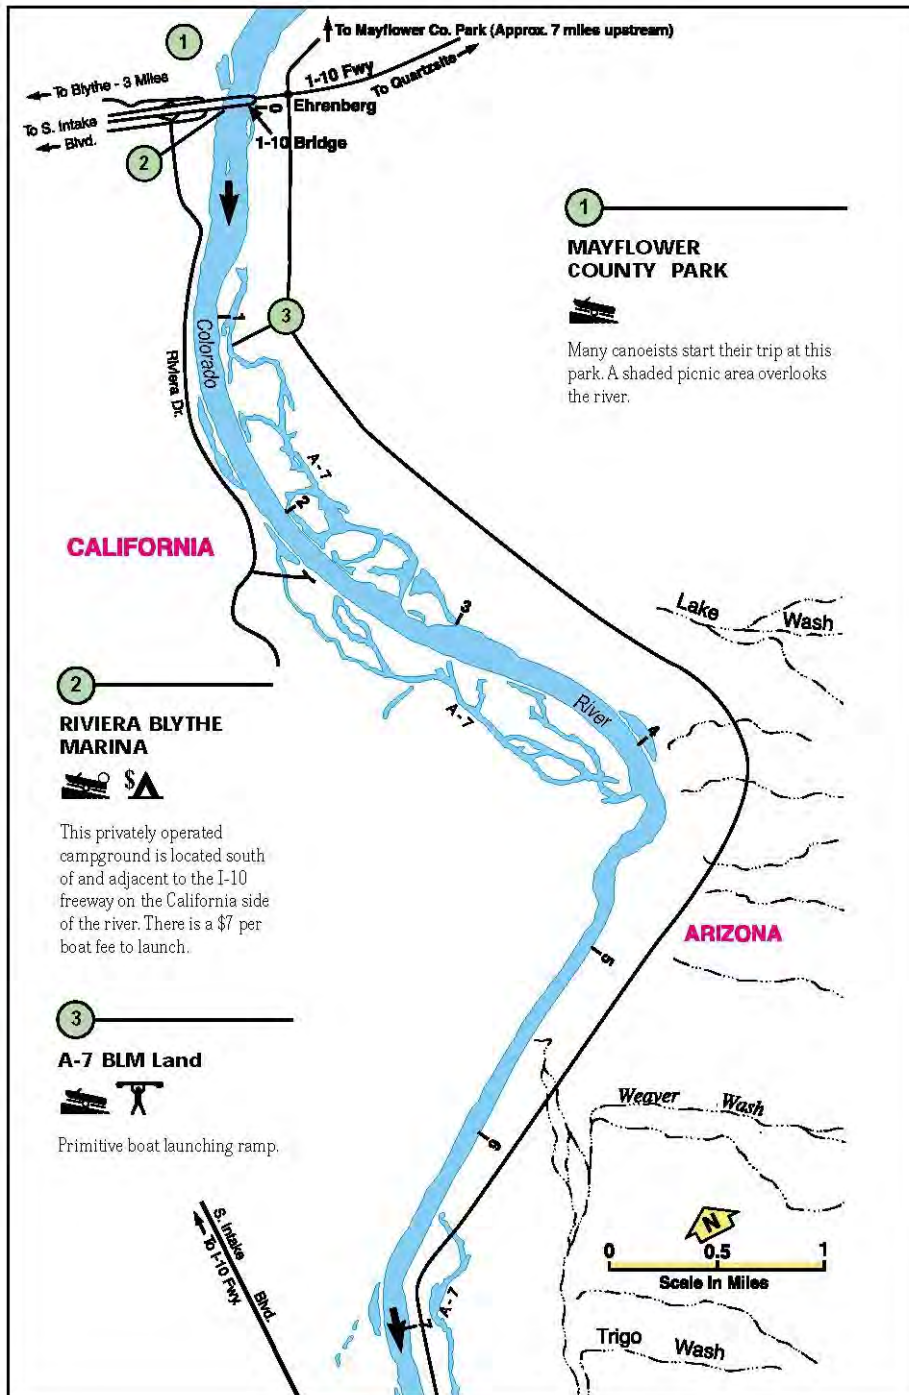 To Mayflower Co. Park (Approx. 7 miles upstream)
1
To Blythe - 3 Miles
1-10 Fwy
To Quartzsite
0
Ehrenberg
To S. Intake
Blvd.
1-10 Bridge
2
1
MAYFLOWER
COUNTY PARK
Many canoeists start their trip at this
park. A shaded picnic area overlooks
the river.
1
3
Colorado
Riviera Dr.
A - 7
2
CALIFORNIA
3
Lake Wash
2
RIVIERA BLYTHE
MARINA
$
This privately operated
campground is located south
of and adjacent to the I-10
freeway on the California side
of the river. There is a $7 per
boat fee to launch.
A - 7
River
4
ARIZONA
5
3
A-7 BLM Land
Primitive boat launching ramp.
Weaver Wash
6
S. Intake Blvd.
To I-10 Fwy.
N
0 0.5 1
Scale In Miles
A - 7
7
Trigo Wash